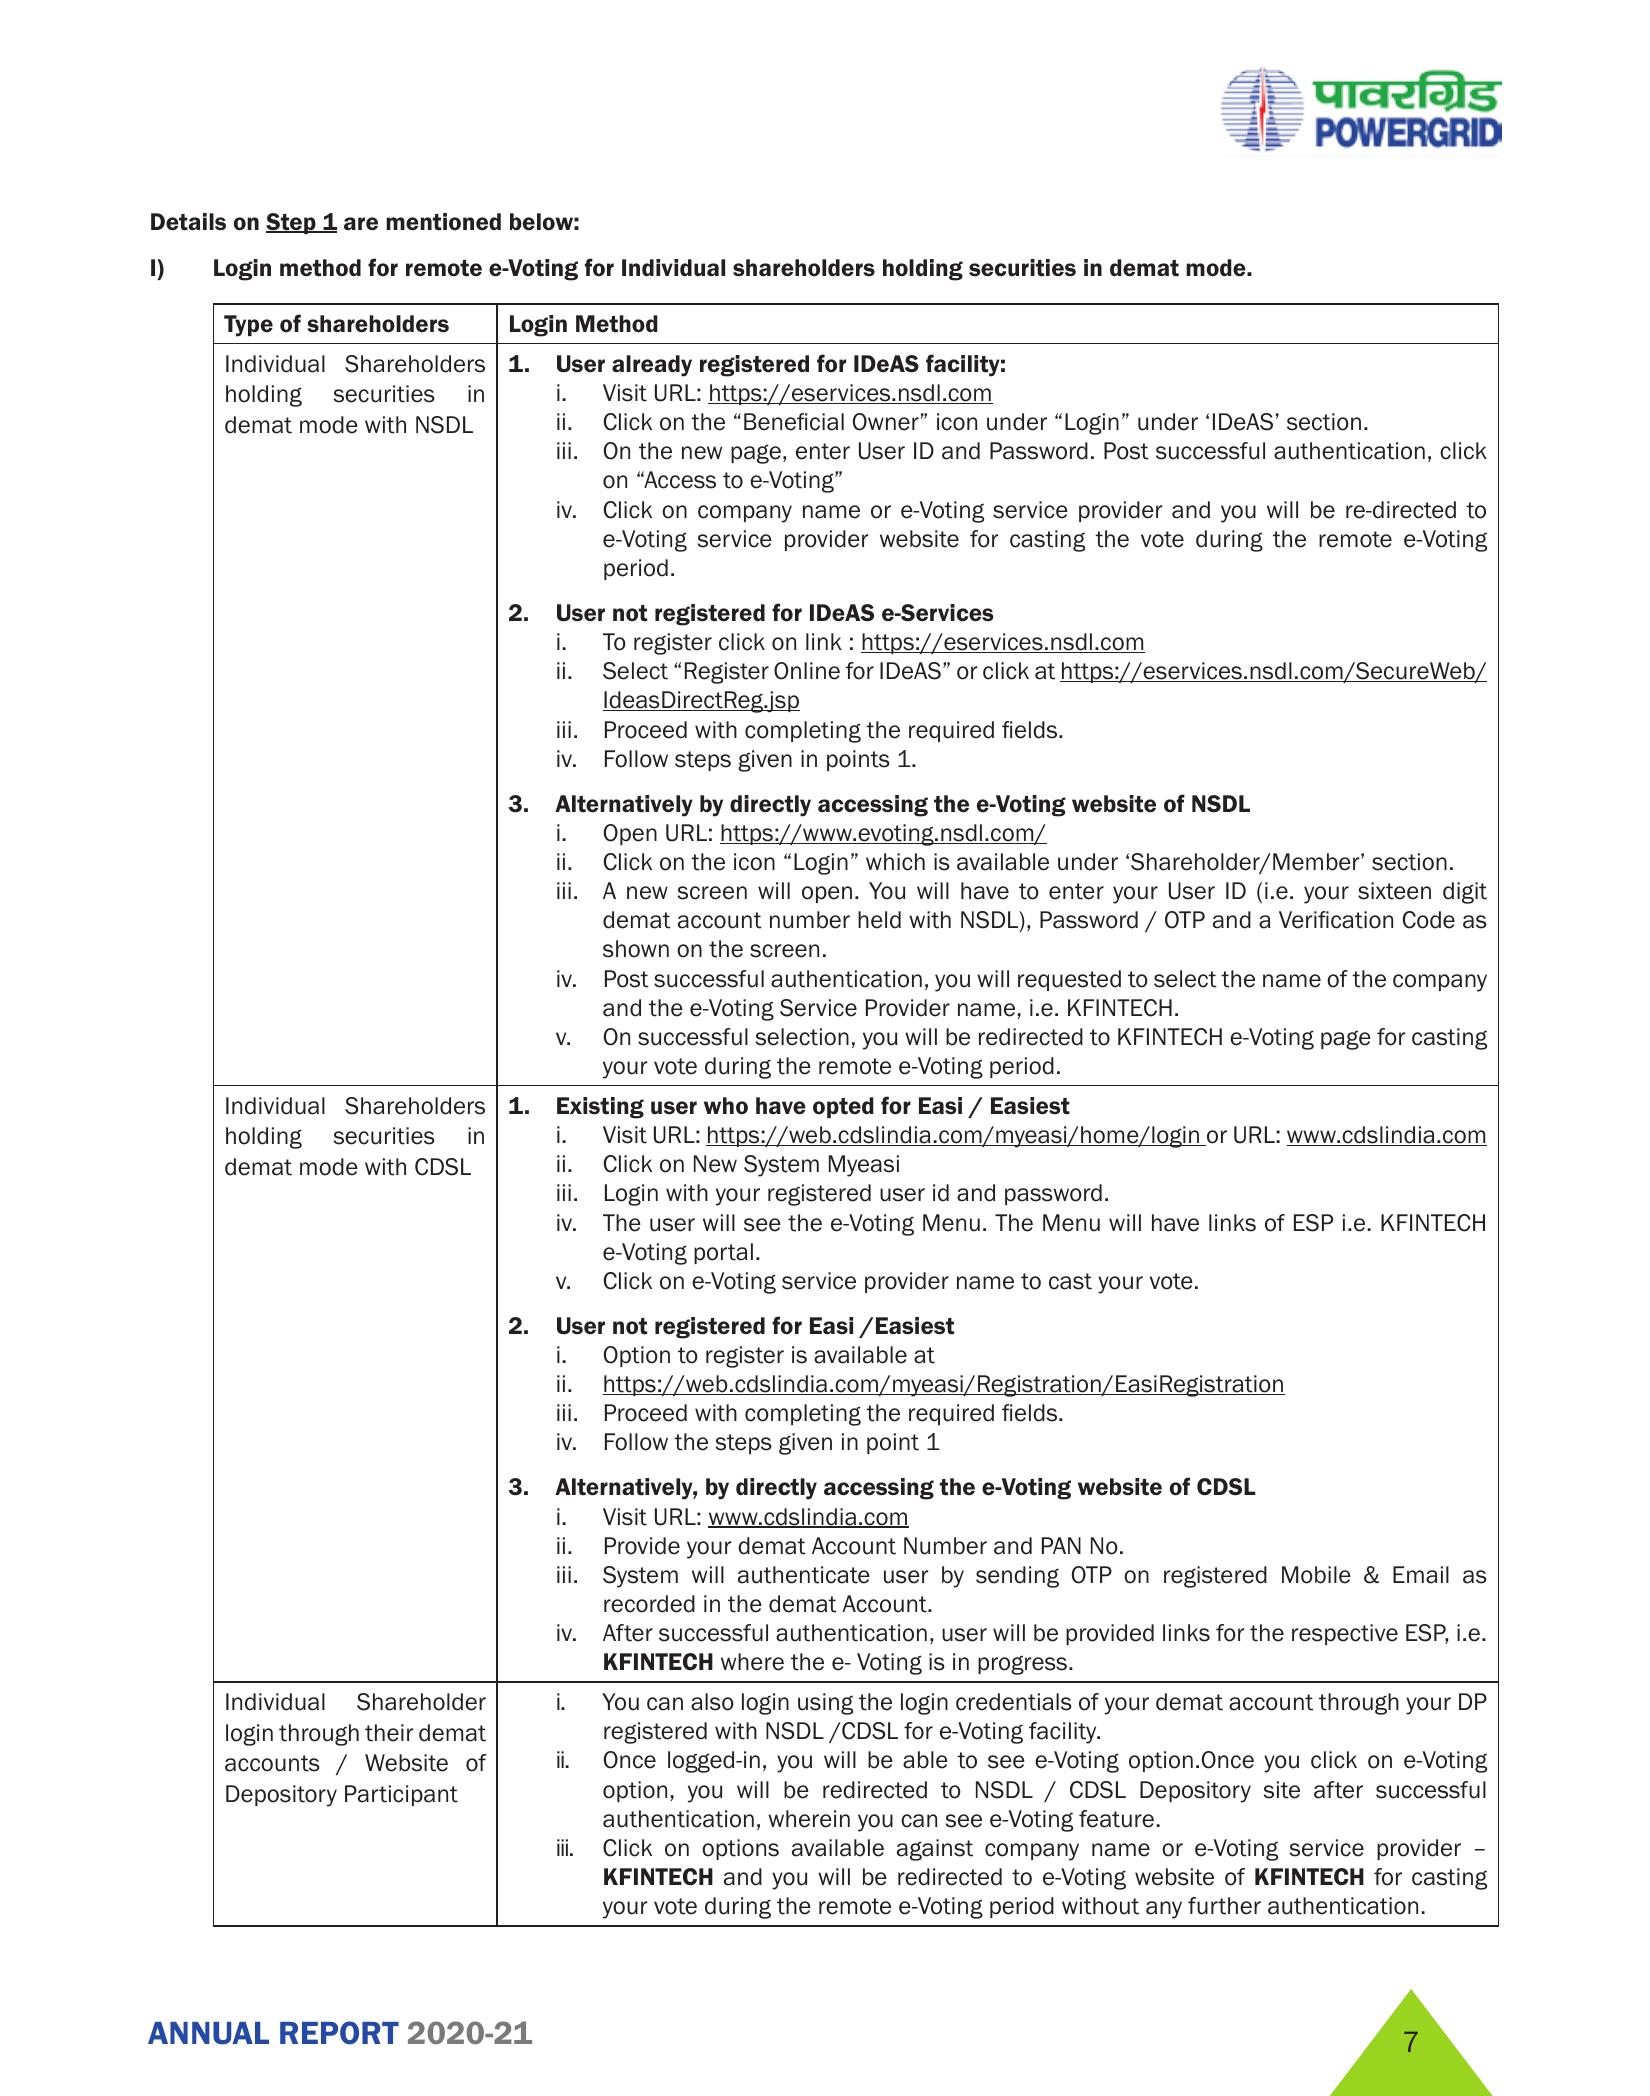 पावरग्रिड
POWERGRID
Details on Step 1 are mentioned below:
I) Login method for remote e-Voting for Individual shareholders holding securities in demat mode.
Type of shareholders
Login Method
Individual Shareholders
holding securities in
demat mode with NSDL
1. User already registered for IDeAS facility:
i. Visit URL: https://eservices.nsdl.com
ii. Click on the “Beneficial Owner” icon under “Login” under ‘IDeAS’ section.
iii. On the new page, enter User ID and Password. Post successful authentication, click
on “Access to e-Voting”
iv. Click on company name or e-Voting service provider and you will be re-directed to
e-Voting service provider website for casting the vote during the remote e-Voting
period.
2. User not registered for IDeAS e-Services
i. To register click on link : https://eservices.nsdl.com
ii. Select “Register Online for IDeAS” or click at https://eservices.nsdl.com/SecureWeb/
IdeasDirectReg.jsp
iii. Proceed with completing the required fields.
iv. Follow steps given in points 1.
3. Alternatively by directly accessing the e-Voting website of NSDL
i. Open URL: https://www.evoting.nsdl.com/
ii. Click on the icon “Login” which is available under ‘Shareholder/Member’ section.
iii. A new screen will open. You will have to enter your User ID (i.e. your sixteen digit
demat account number held with NSDL), Password / OTP and a Verification Code as
shown on the screen.
iv. Post successful authentication, you will requested to select the name of the company
and the e-Voting Service Provider name, i.e. KFINTECH.
v. On successful selection, you will be redirected to KFINTECH e-Voting page for casting
your vote during the remote e-Voting period.
Individual Shareholders
holding securities in
demat mode with CDSL
1. Existing user who have opted for Easi / Easiest
i. Visit URL: https://web.cdslindia.com/myeasi/home/login or URL: www.cdslindia.com
ii. Click on New System Myeasi
iii. Login with your registered user id and password.
iv. The user will see the e-Voting Menu. The Menu will have links of ESP i.e. KFINTECH
e-Voting portal.
v. Click on e-Voting service provider name to cast your vote.
2. User not registered for Easi /Easiest
i. Option to register is available at
ii. https://web.cdslindia.com/myeasi/Registration/EasiRegistration
iii. Proceed with completing the required fields.
iv. Follow the steps given in point 1
3. Alternatively, by directly accessing the e-Voting website of CDSL
i. Visit URL: www.cdslindia.com
ii. Provide your demat Account Number and PAN No.
iii. System will authenticate user by sending OTP on registered Mobile & Email as
recorded in the demat Account.
iv. After successful authentication, user will be provided links for the respective ESP, i.e.
KFINTECH where the e- Voting is in progress.
Individual Shareholder
login through their demat
accounts / Website of
Depository Participant
i. You can also login using the login credentials of your demat account through your DP
registered with NSDL /CDSL for e-Voting facility.
ii. Once logged-in, you will be able to see e-Voting option.Once you click on e-Voting
option, you will be redirected to NSDL / CDSL Depository site after successful
authentication, wherein you can see e-Voting feature.
iii. Click on options available against company name or e-Voting service provider –
KFINTECH and you will be redirected to e-Voting website of KFINTECH for casting
your vote during the remote e-Voting period without any further authentication.
ANNUAL REPORT 2020-21
7